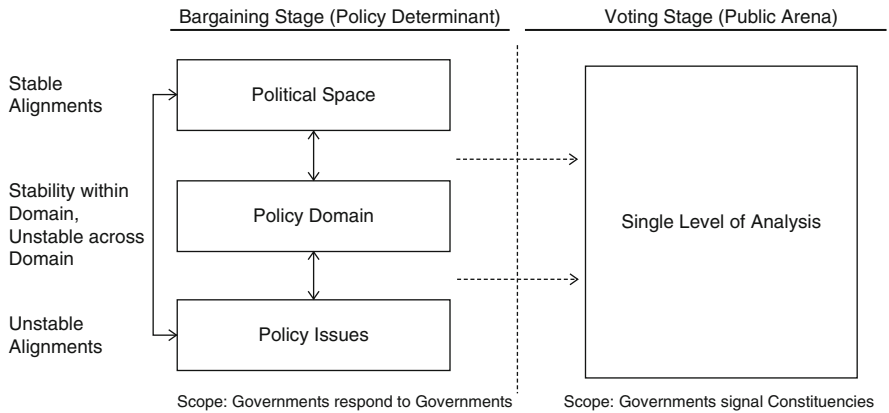 Bargaining Stage (Policy Determinant)
Voting Stage (Public Arena)
Stable
Alignments
Political Space
Stability within
Domain,
Unstable across
Domain
Policy Domain
Single Level of Analysis
Unstable
Alignments
Policy Issues
Scope: Governments respond to Governments
Scope: Governments signal Constituencies